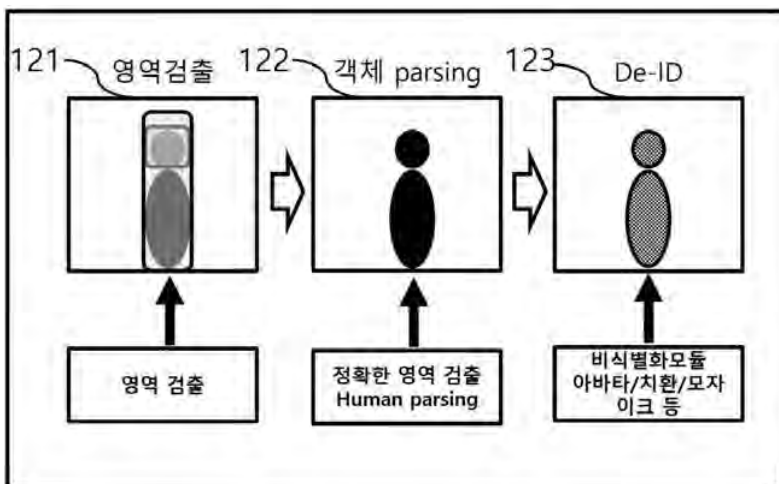 121 영역검출
122 객체 parsing
123 De-ID
영역 검출
정확한 영역 검출
Human parsing
비식별화모듈
아바타/치환/모자
이크 등